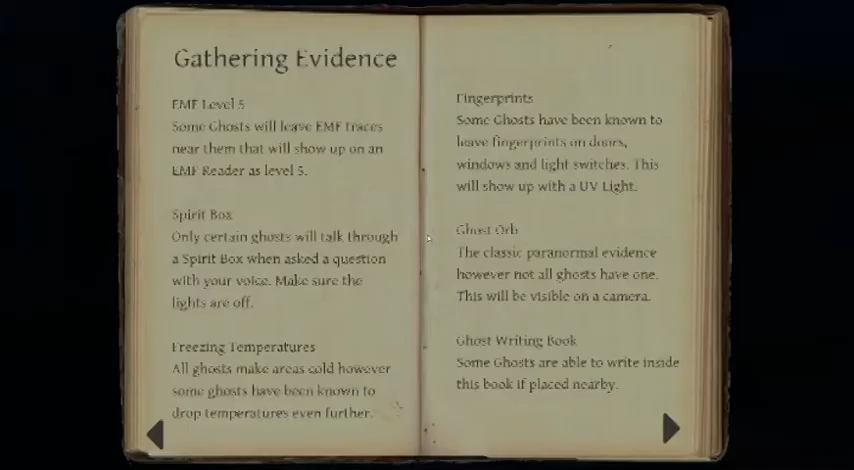 Gathering Evidence
EMF Level 5
Some Ghosts will leave EMF traces
near them that will show up on an
EMF Reader as level 5.
Spirit Box
Only certain ghosts will talk through
a Spirit Box when asked a question
with your voice. Make sure the
lights are off.
Freezing Temperatures
All ghosts make areas cold however
some ghosts have been known to
drop temperatures even further.
Fingerprints
Some Ghosts have been known to
leave fingerprints on doors,
windows and light switches. This
will show up with a UV Light.
Ghost Orb
The classic paranormal evidence
however not all ghosts have one.
This will be visible on a camera.
Ghost Writing Book
Some Ghosts are able to write inside
this book if placed nearby.